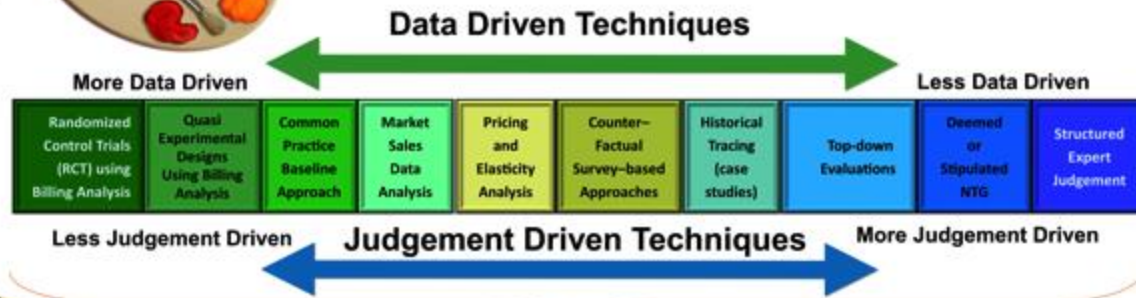 Data Driven Techniques
More Data Driven
Less Data Driven
Randomized
Control Trials
(RCT) using
Billing Analysis
Quasi
Experimental
Designs
Using Billing
Analysis
Common
Practice
Baseline
Approach
Market
Sales
Data
Analysis
Pricing
and
Elasticity
Analysis
Counter–
Factual
Survey–based
Approaches
Historical
Tracing
(case
studies)
Top-down
Evaluations
Deemed
or
Stipulated
NTG
Structured
Expert
Judgement
Less Judgement Driven
Judgement Driven Techniques
More Judgement Driven